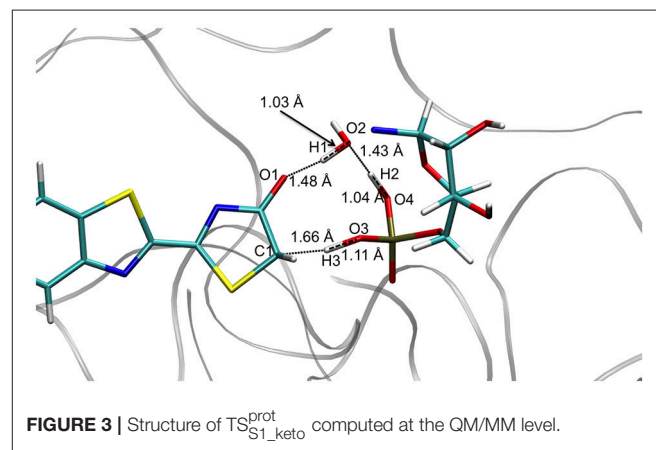 1.03 Å
O2
H1
1.43 Å
O1
1.48 Å
H2
1.04 Å
O4
1.66 Å
O3
C1
1.11 Å
H3
FIGURE 3 | Structure of TS^prot_S1_keto computed at the QM/MM level.